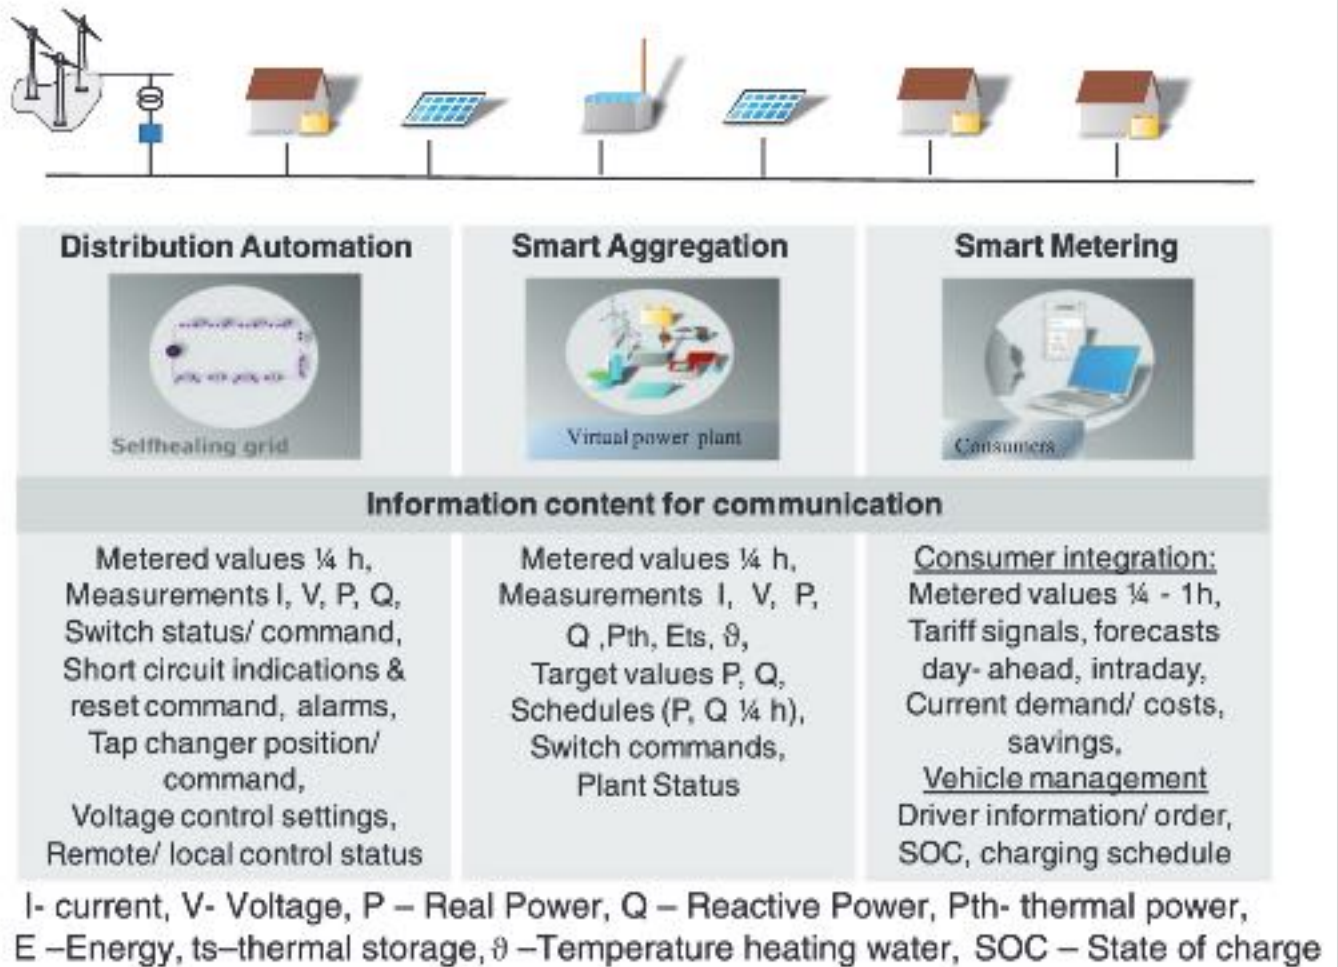 Distribution Automation
Smart Aggregation
Smart Metering
Selfhealing grid
Virtual power plant
Consumers
Information content for communication
Metered values ¼ h,
Measurements I, V, P, Q,
Switch status/ command,
Short circuit indications &
reset command, alarms,
Tap changer position/
command,
Voltage control settings,
Remote/ local control status
Metered values ¼ h,
Measurements I, V, P,
Q ,Pth, Ets, ϑ,
Target values P, Q,
Schedules (P, Q ¼ h),
Switch commands,
Plant Status
Consumer integration:
Metered values ¼ - 1h,
Tariff signals, forecasts
day- ahead, intraday,
Current demand/ costs,
savings,
Vehicle management
Driver information/ order,
SOC, charging schedule
I- current, V- Voltage, P – Real Power, Q – Reactive Power, Pth- thermal power,
E –Energy, ts–thermal storage, ϑ –Temperature heating water, SOC – State of charge